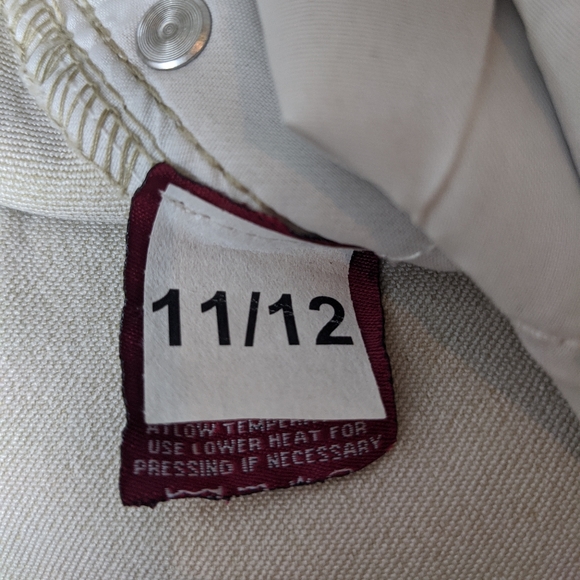 11/12
USE LOWER HEAT FOR
PRESSING IF NECESSARY